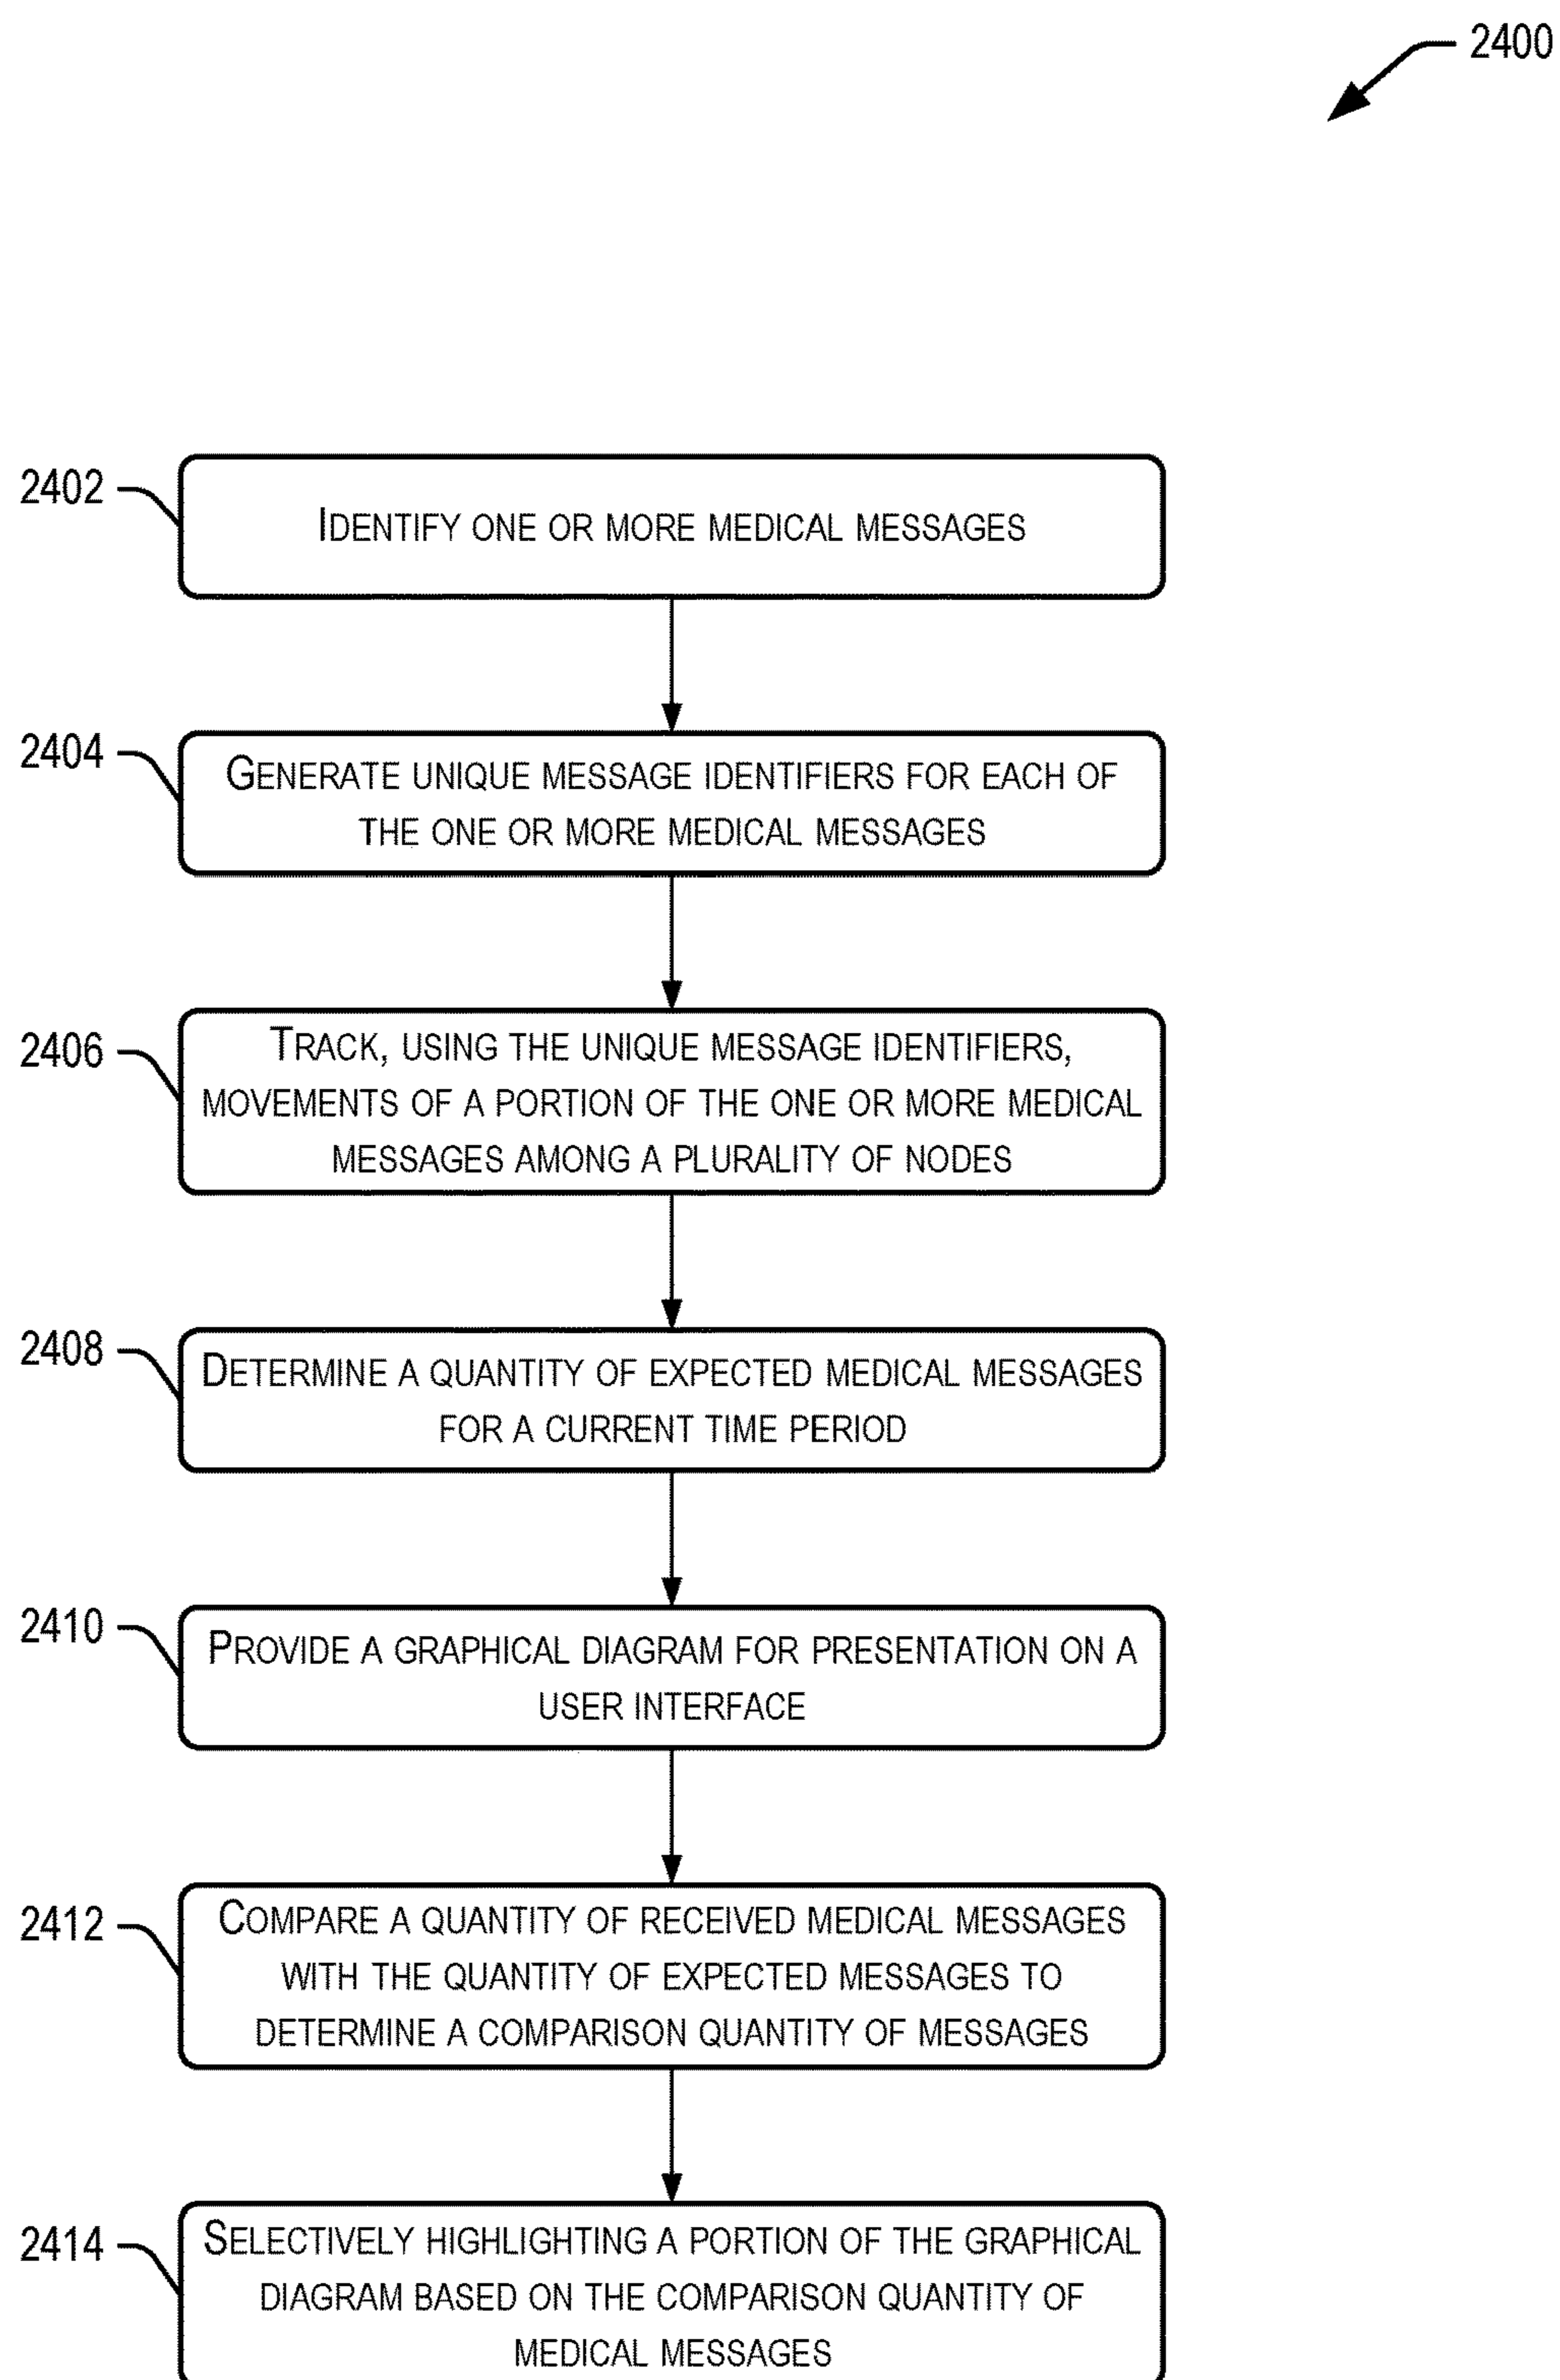 2400
2402
IDENTIFY ONE OR MORE MEDICAL MESSAGES
2404
GENERATE UNIQUE MESSAGE IDENTIFIERS FOR EACH OF
THE ONE OR MORE MEDICAL MESSAGES
2406
TRACK, USING THE UNIQUE MESSAGE IDENTIFIERS,
MOVEMENTS OF A PORTION OF THE ONE OR MORE MEDICAL
MESSAGES AMONG A PLURALITY OF NODES
2408
DETERMINE A QUANTITY OF EXPECTED MEDICAL MESSAGES
FOR A CURRENT TIME PERIOD
2410
PROVIDE A GRAPHICAL DIAGRAM FOR PRESENTATION ON A
USER INTERFACE
2412
COMPARE A QUANTITY OF RECEIVED MEDICAL MESSAGES
WITH THE QUANTITY OF EXPECTED MESSAGES TO
DETERMINE A COMPARISON QUANTITY OF MESSAGES
2414
SELECTIVELY HIGHLIGHTING A PORTION OF THE GRAPHICAL
DIAGRAM BASED ON THE COMPARISON QUANTITY OF
MEDICAL MESSAGES